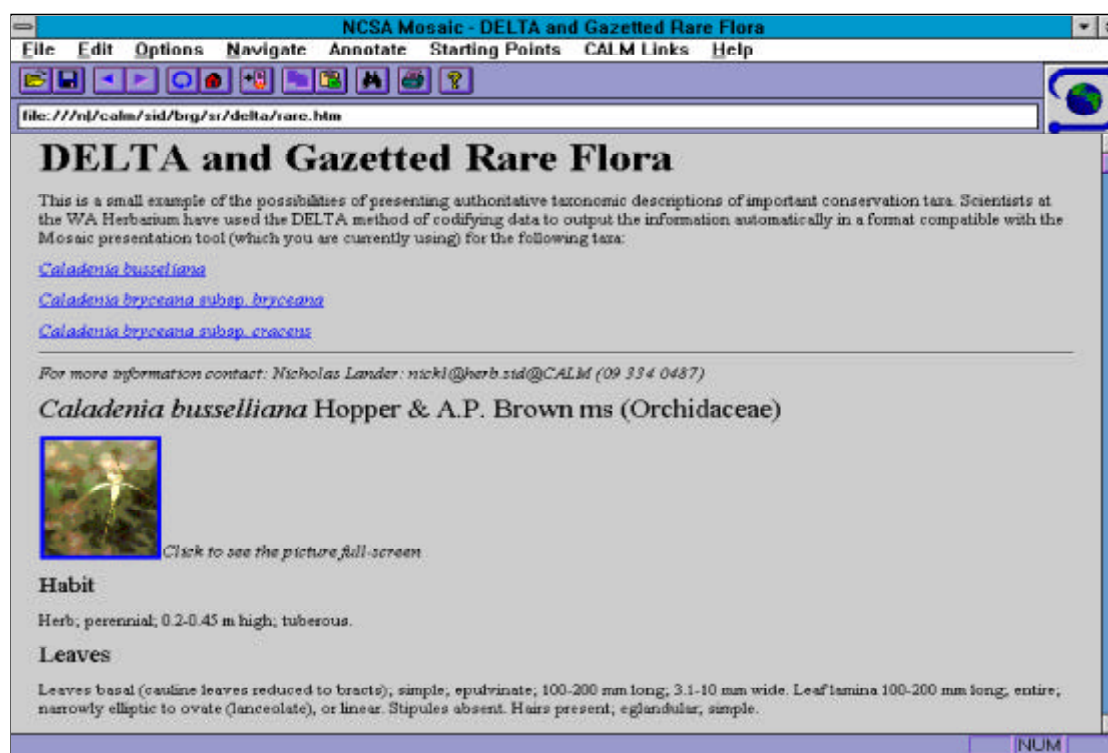 NCSA Mosaic - DELTA and Gazetted Rare Flora
File Edit Options Navigate Annotate Starting Points CALM Links Help
file:///n|/calm/sid/brg/sr/delta/rare.htm
DELTA and Gazetted Rare Flora
This is a small example of the possibilities of presenting authoritative taxonomic descriptions of important conservation taxa. Scientists at
the WA Herbarium have used the DELTA method of codifying data to output the information automatically in a format compatible with the
Mosaic presentation tool (which you are currently using) for the following taxa:
Caladenia busseliana
Caladenia bryceana subsp. bryceana
Caladenia bryceana subsp. cracens
For more information contact: Nicholas Lander: nickl@herb.sid@CALM (09 334 0487)
Caladenia busselliana Hopper & A.P. Brown ms (Orchidaceae)
Click to see the picture full-screen
Habit
Herb; perennial; 0.2-0.45 m high; tuberous.
Leaves
Leaves basal (cauline leaves reduced to bracts); simple; epulvinate; 100-200 mm long; 3.1-10 mm wide. Leaf lamina 100-200 mm long; entire;
narrowly elliptic to ovate (lanceolate), or linear. Stipules absent. Hairs present; eglandular; simple.
NUM